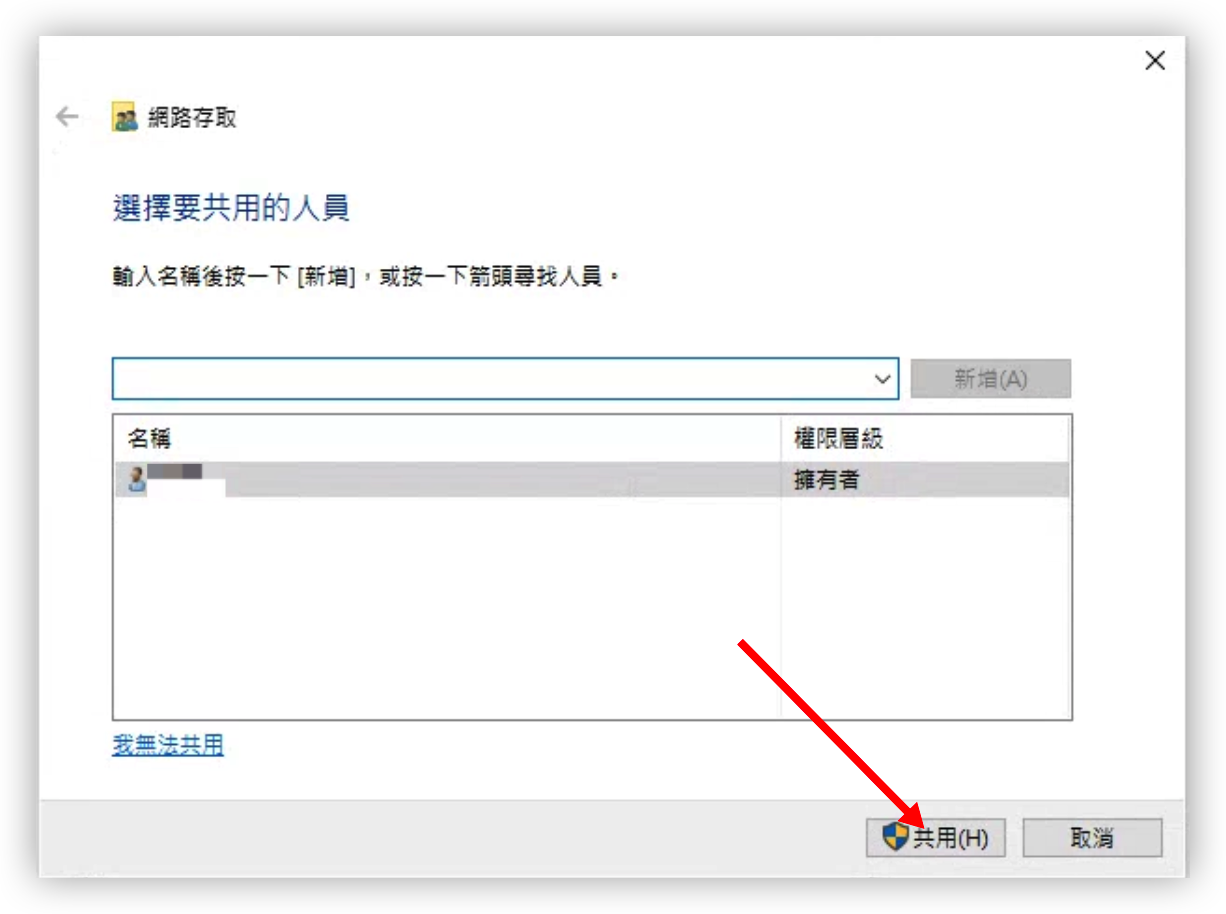 網路存取
選擇要共用的人員
輸入名稱後按一下 [新增]，或按一下箭頭尋找人員。
新增(A)
名稱 權限層級
擁有者
我無法共用
共用(H) 取消